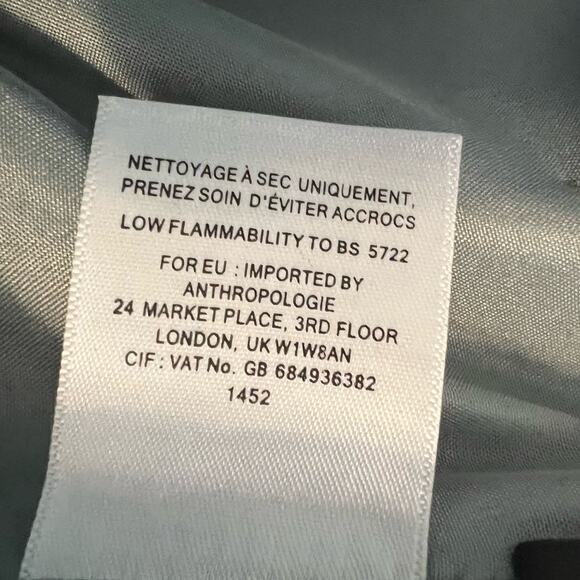 NETTOYAGE À SEC UNIQUEMENT,
PRENEZ SOIN D'ÉVITER ACCROCS
LOW FLAMMABILITY TO BS 5722
FOR EU : IMPORTED BY
ANTHROPOLOGIE
24 MARKET PLACE, 3RD FLOOR
LONDON, UK W1W8AN
CIF : VAT No. GB 684936382
1452